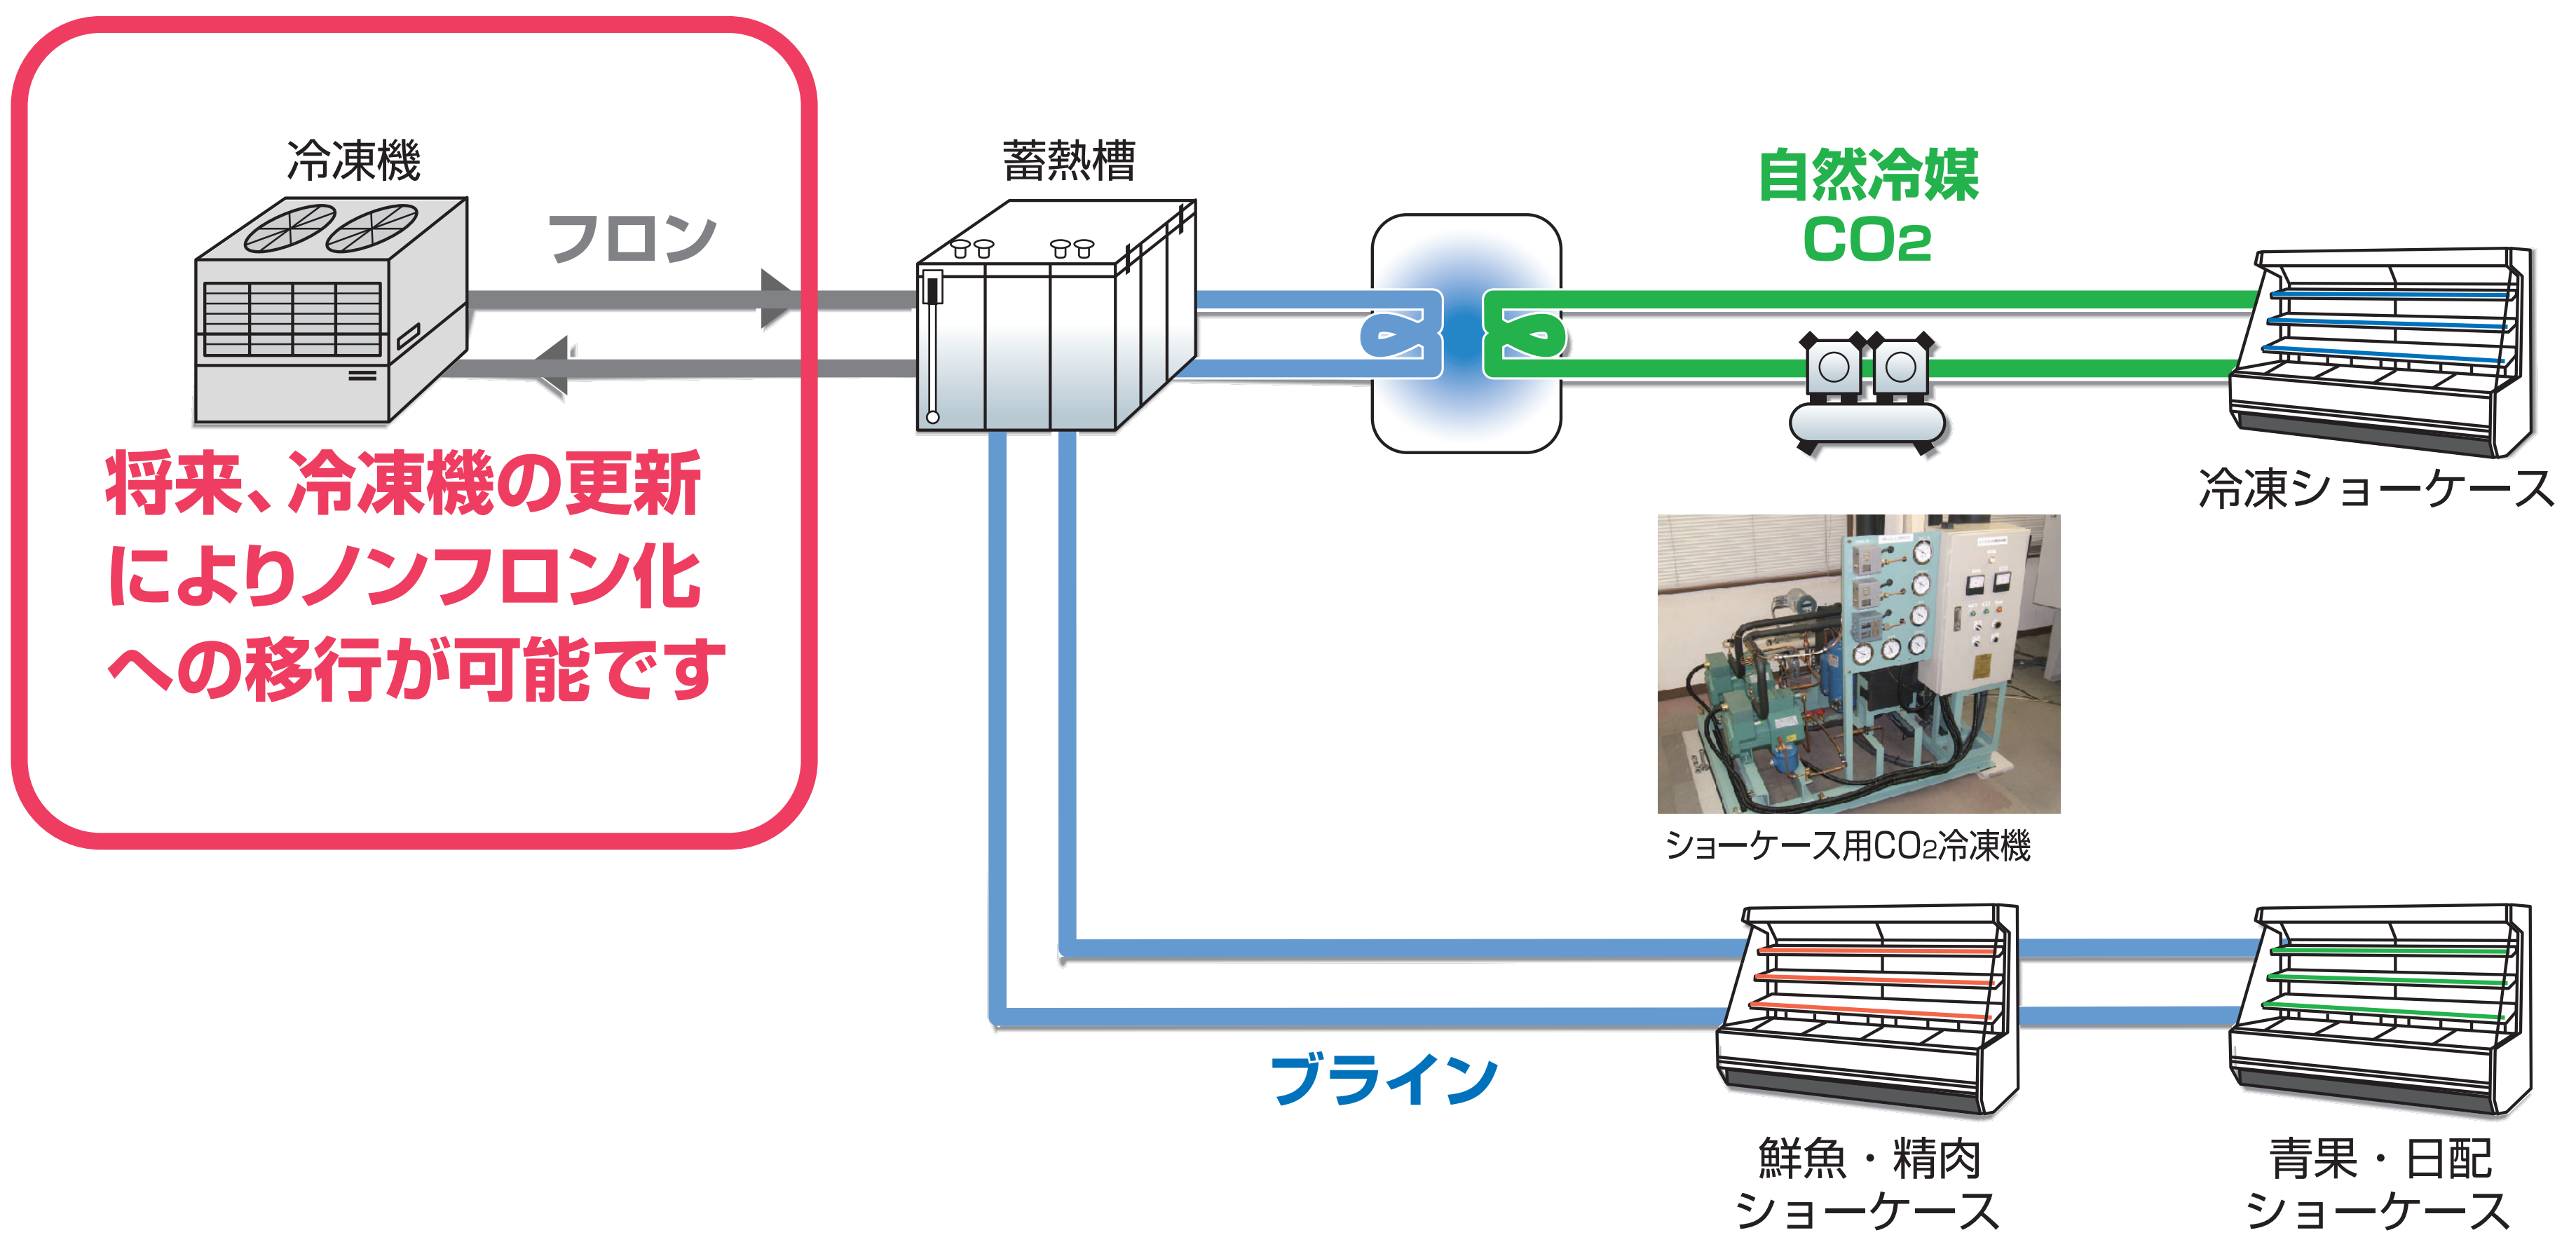 冷凍機
フロン
将来、冷凍機の更新
によりノンフロン化
への移行が可能です
蓄熱槽
自然冷媒
CO2
冷凍ショーケース
ショーケース用CO2冷凍機
ブライン
鮮魚・精肉
ショーケース
青果・日配
ショーケース